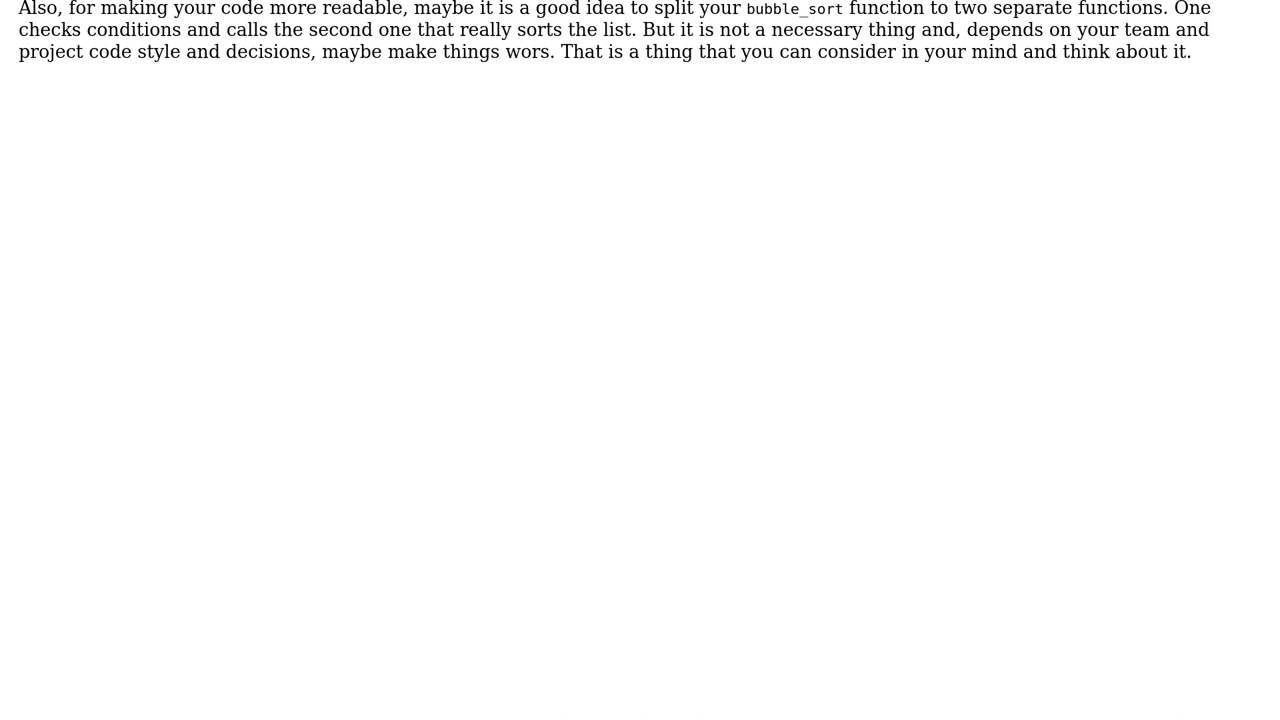 Also, for making your code more readable, maybe it is a good idea to split your bubble_sort function to two separate functions. One
checks conditions and calls the second one that really sorts the list. But it is not a necessary thing and, depends on your team and
project code style and decisions, maybe make things wors. That is a thing that you can consider in your mind and think about it.